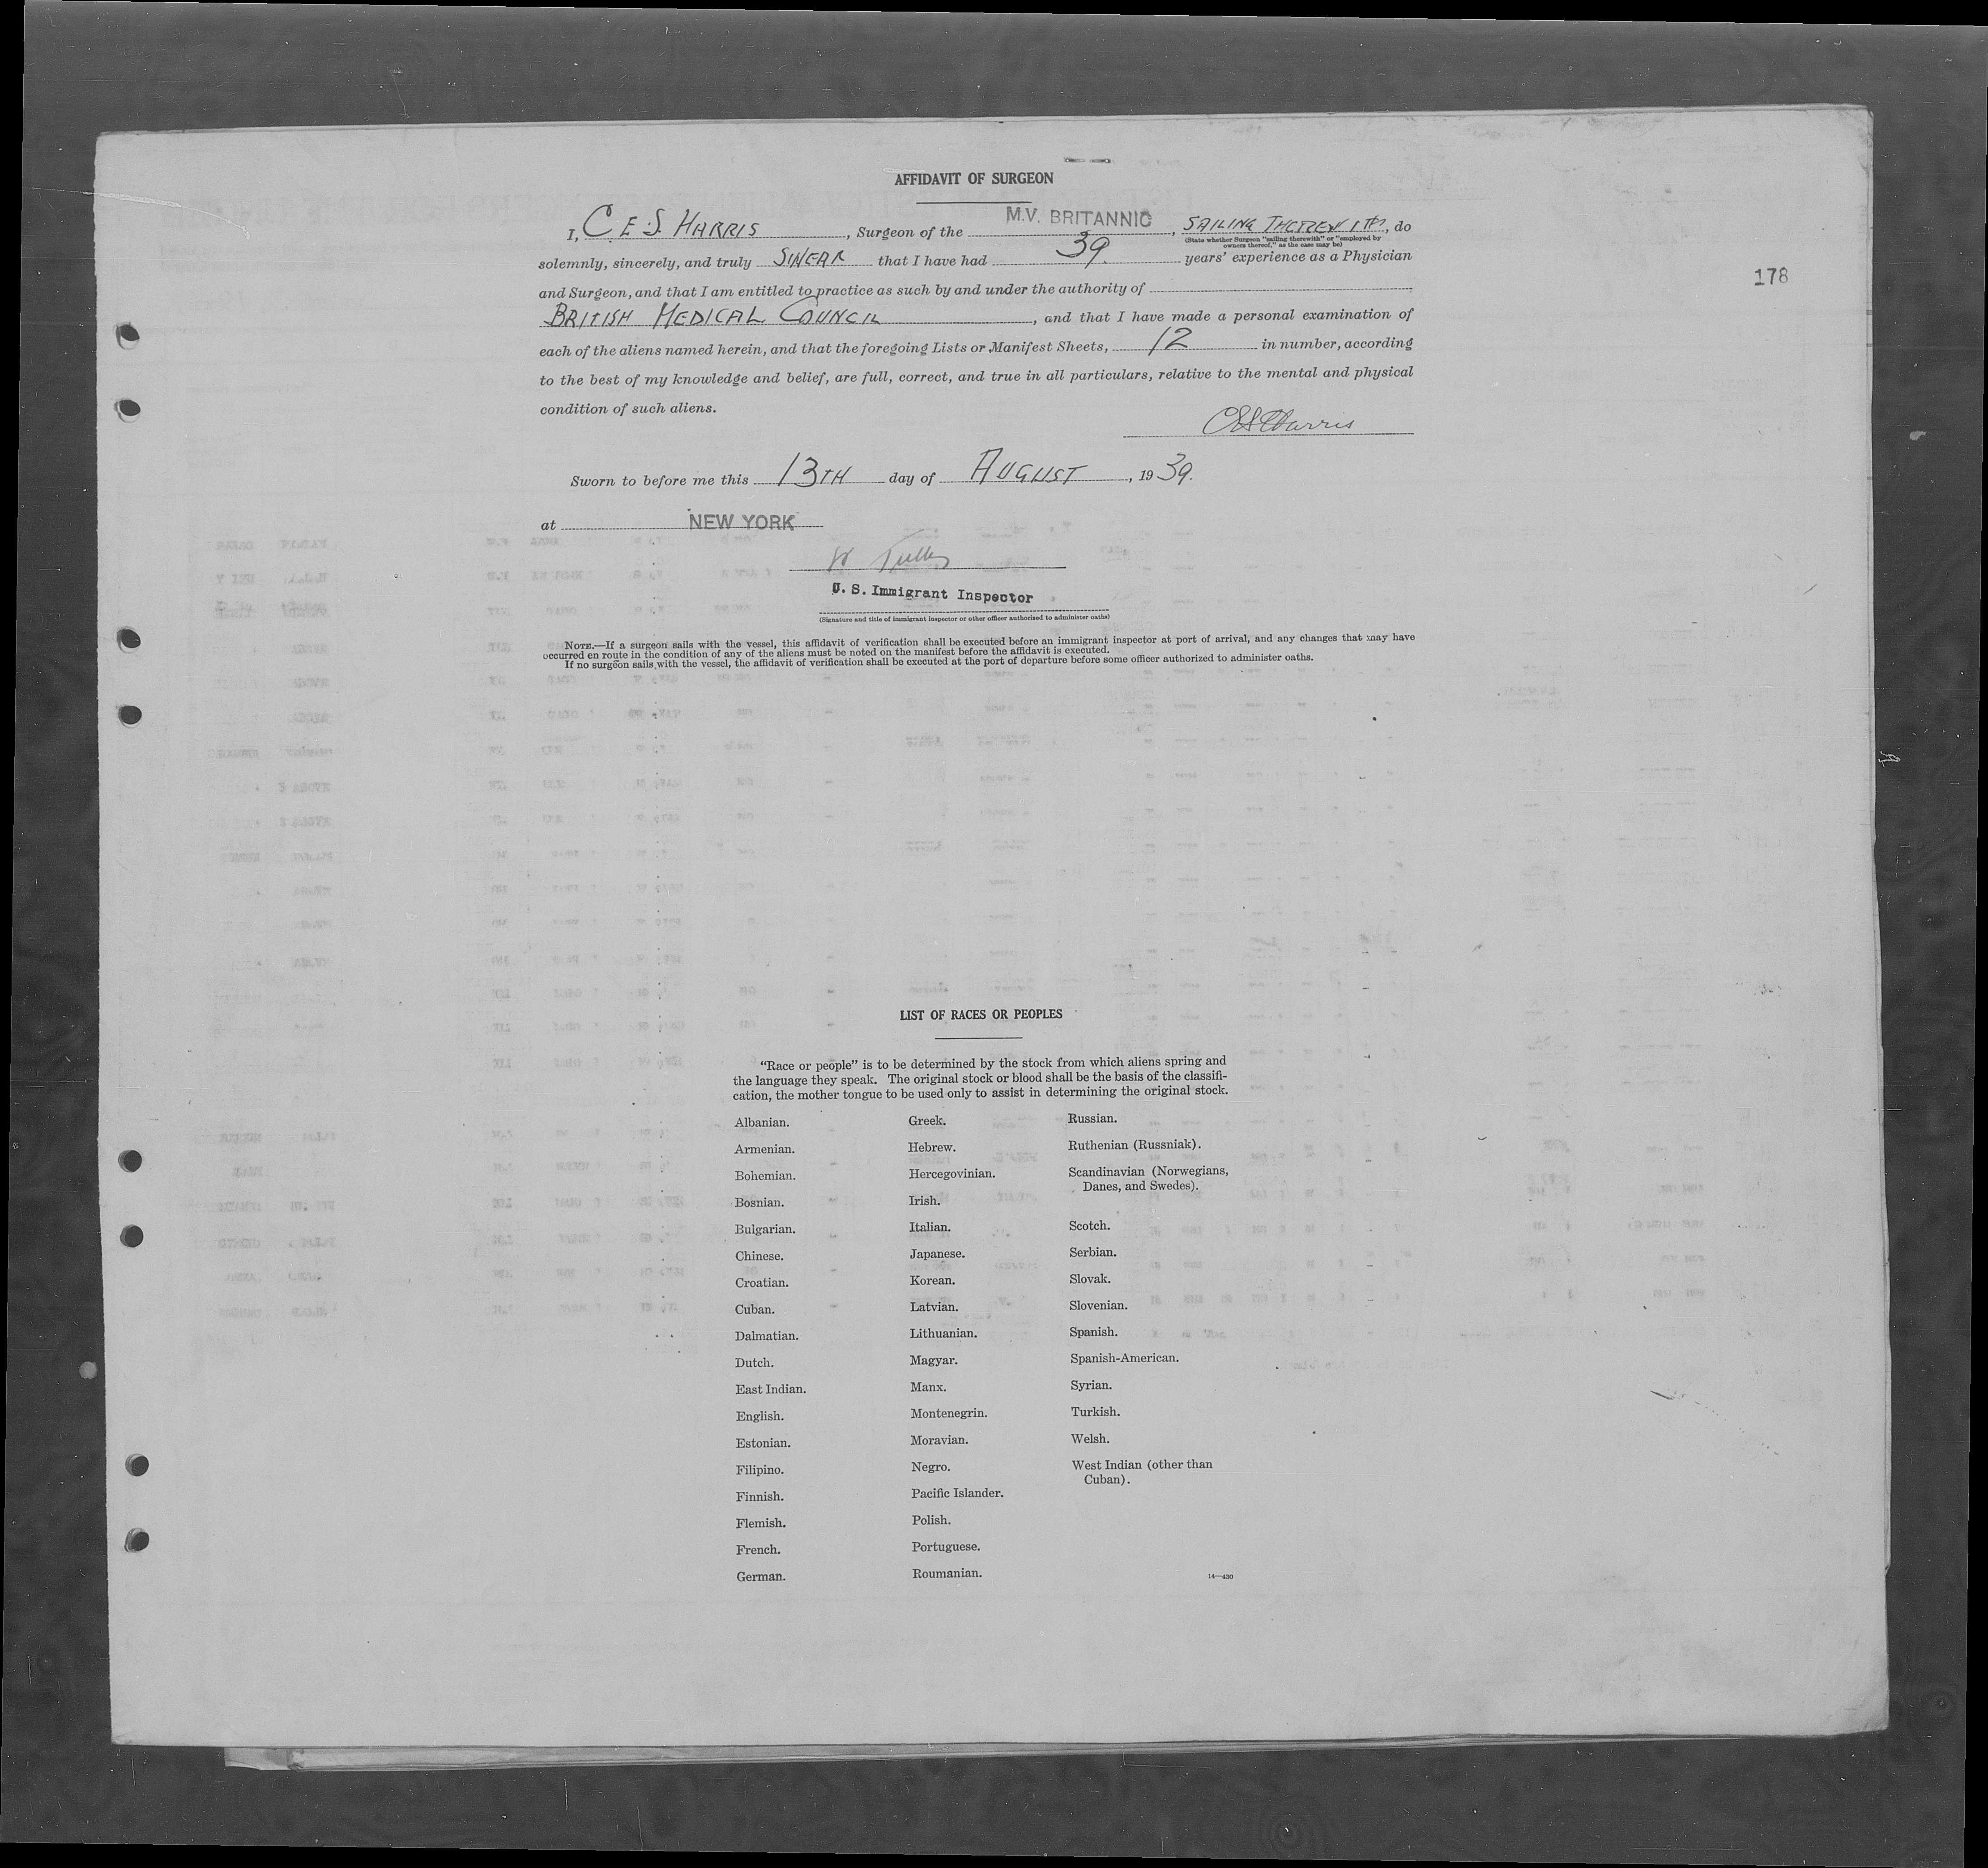 AFFIDAVIT OF SURGEON
I, C E S. HARRIS, Surgeon of the M.V. BRITANNIC, SAILING THEREWITH, do
(State whether Surgeon "sailing therewith" or "employed by
owners thereof," as the case may be)
solemnly, sincerely, and truly SWEAR that I have had 39. years' experience as a Physician
178
and Surgeon, and that I am entitled to practice as such by and under the authority of
BRITISH MEDICAL COUNCIL, and that I have made a personal examination of
each of the aliens named herein, and that the foregoing Lists or Manifest Sheets, 12 in number, according
to the best of my knowledge and belief, are full, correct, and true in all particulars, relative to the mental and physical
condition of such aliens.
CESHarris
Sworn to before me this 13TH day of AUGUST, 1939.
at NEW YORK
U. S. Immigrant Inspector
(Signature and title of immigrant inspector or other officer authorized to administer oaths)
NOTE.—If a surgeon sails with the vessel, this affidavit of verification shall be executed before an immigrant inspector at port of arrival, and any changes that may have
occurred en route in the condition of any of the aliens must be noted on the manifest before the affidavit is executed.
If no surgeon sails with the vessel, the affidavit of verification shall be executed at the port of departure before some officer authorized to administer oaths.
LIST OF RACES OR PEOPLES
"Race or people" is to be determined by the stock from which aliens spring and
the language they speak. The original stock or blood shall be the basis of the classifi-
cation, the mother tongue to be used only to assist in determining the original stock.
Albanian.
Armenian.
Bohemian.
Bosnian.
Bulgarian.
Chinese.
Croatian.
Cuban.
Dalmatian.
Dutch.
East Indian.
English.
Estonian.
Filipino.
Finnish.
Flemish.
French.
German.
Greek.
Hebrew.
Hercegovinian.
Irish.
Italian.
Japanese.
Korean.
Latvian.
Lithuanian.
Magyar.
Manx.
Montenegrin.
Moravian.
Negro.
Pacific Islander.
Polish.
Portuguese.
Roumanian.
Russian.
Ruthenian (Russniak).
Scandinavian (Norwegians,
Danes, and Swedes).
Scotch.
Serbian.
Slovak.
Slovenian.
Spanish.
Spanish-American.
Syrian.
Turkish.
Welsh.
West Indian (other than
Cuban).
14—430